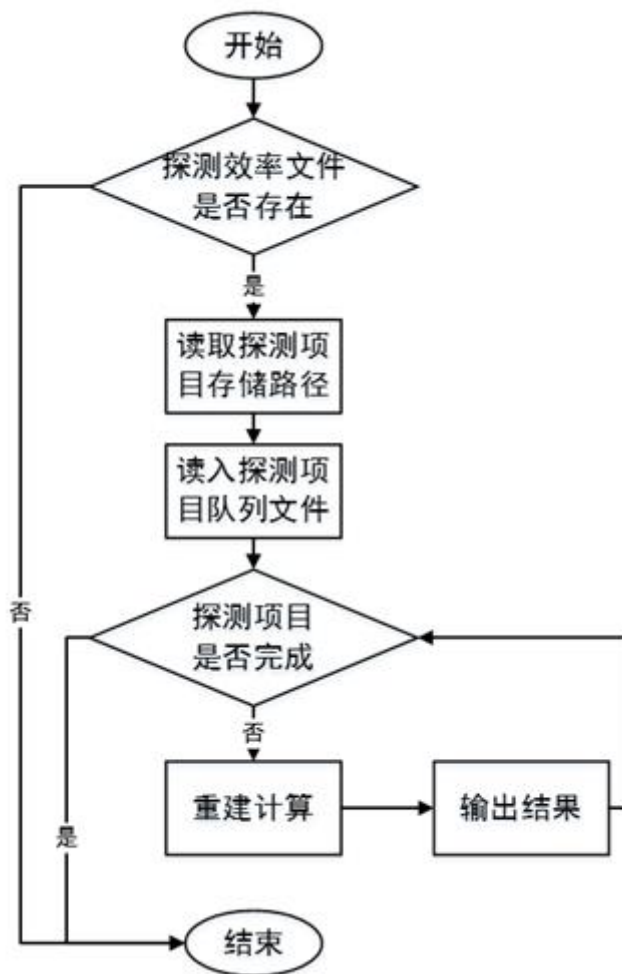 开始
探测效率文件
是否存在
是
读取探测项
目存储路径
读入探测项
目队列文件
否
探测项目
是否完成
否
重建计算
输出结果
是
结束